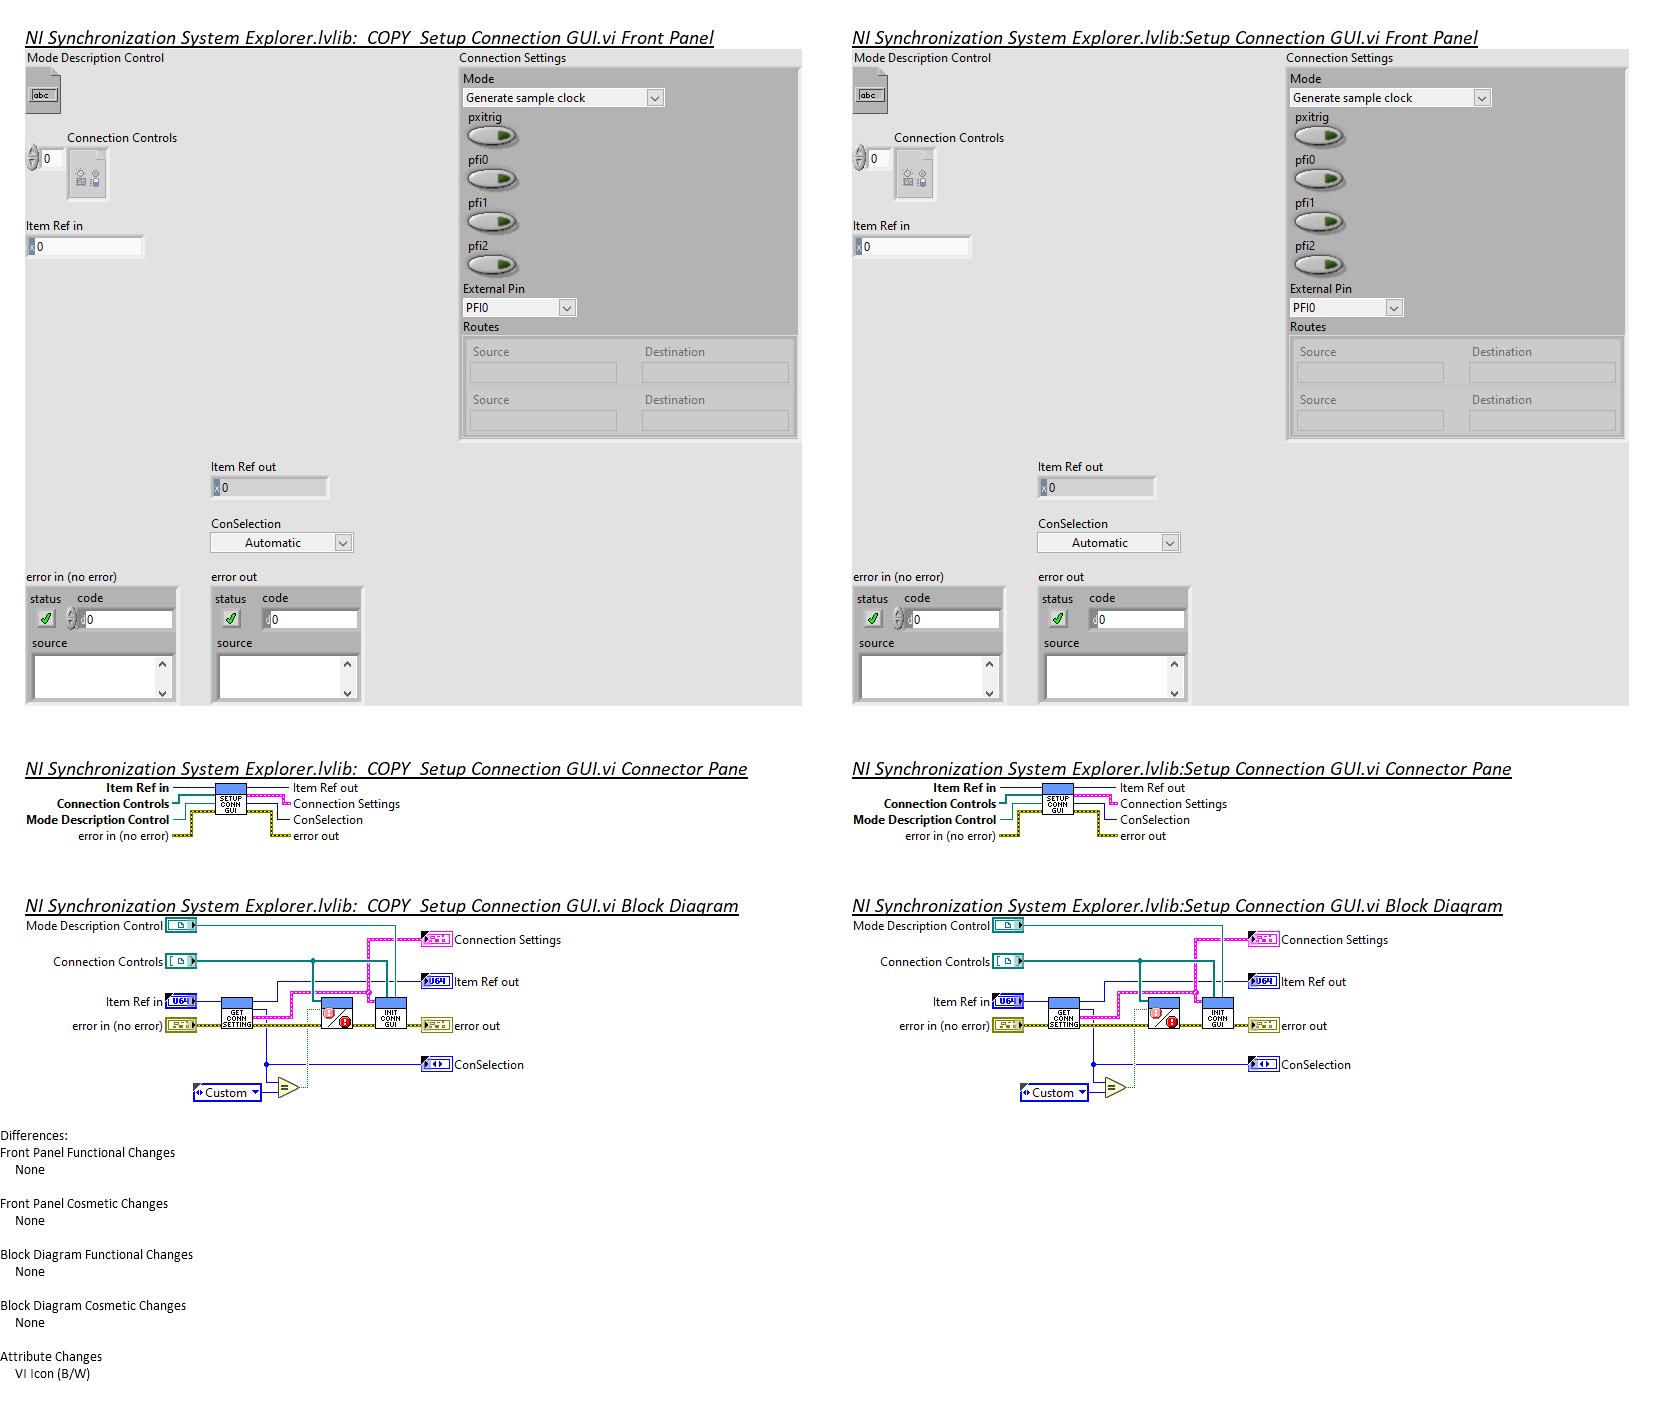 NI Synchronization System Explorer.lvlib:_COPY_Setup Connection GUI.vi Front Panel
Mode Description Control
abc
Connection Controls
0
Item Ref in
x 0
Connection Settings
Mode
Generate sample clock
pxitrig
pfi0
pfi1
pfi2
External Pin
PFI0
Routes
Source Destination
Source Destination
Item Ref out
x 0
ConSelection
Automatic
error in (no error)
status code
d 0
source
error out
status code
d 0
source
NI Synchronization System Explorer.lvlib:Setup Connection GUI.vi Front Panel
Mode Description Control
abc
Connection Controls
0
Item Ref in
x 0
Connection Settings
Mode
Generate sample clock
pxitrig
pfi0
pfi1
pfi2
External Pin
PFI0
Routes
Source Destination
Source Destination
Item Ref out
x 0
ConSelection
Automatic
error in (no error)
status code
d 0
source
error out
status code
d 0
source
NI Synchronization System Explorer.lvlib:_COPY_Setup Connection GUI.vi Connector Pane
Item Ref in
Connection Controls
Mode Description Control
error in (no error)
SETUP
CONN
GUI
Item Ref out
Connection Settings
ConSelection
error out
NI Synchronization System Explorer.lvlib:Setup Connection GUI.vi Connector Pane
Item Ref in
Connection Controls
Mode Description Control
error in (no error)
SETUP
CONN
GUI
Item Ref out
Connection Settings
ConSelection
error out
NI Synchronization System Explorer.lvlib:_COPY_Setup Connection GUI.vi Block Diagram
Mode Description Control
Connection Settings
Connection Controls
U64 Item Ref out
Item Ref in U64
GET
CONN
SETTING
INIT
CONN
GUI
error in (no error)
error out
ConSelection
Custom
=
NI Synchronization System Explorer.lvlib:Setup Connection GUI.vi Block Diagram
Mode Description Control
Connection Settings
Connection Controls
U64 Item Ref out
Item Ref in U64
GET
CONN
SETTING
INIT
CONN
GUI
error in (no error)
error out
ConSelection
Custom
=
Differences:
Front Panel Functional Changes
None
Front Panel Cosmetic Changes
None
Block Diagram Functional Changes
None
Block Diagram Cosmetic Changes
None
Attribute Changes
VI Icon (B/W)